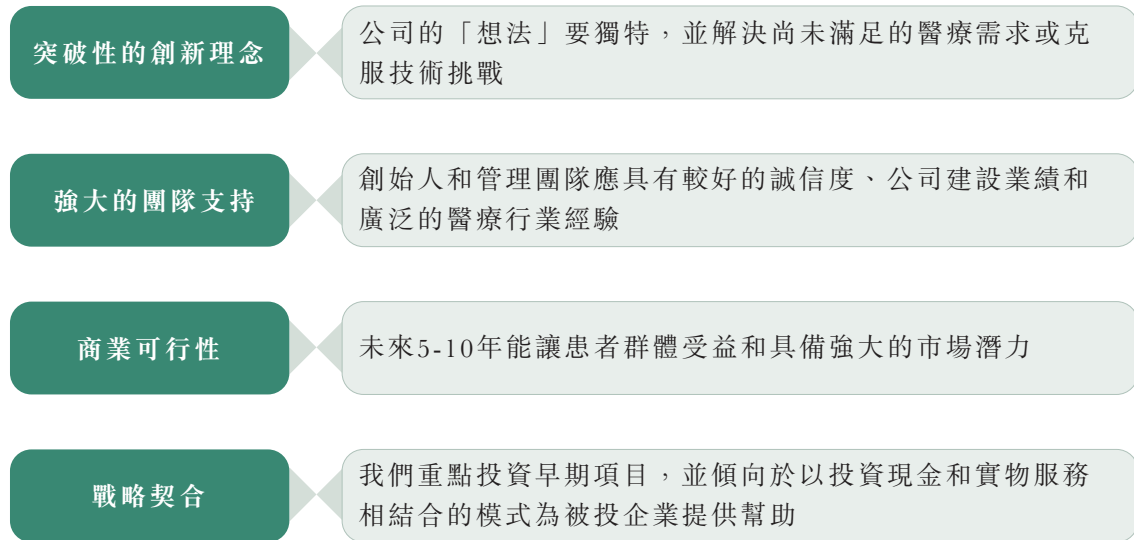 突破性的創新理念
公司的「想法」要獨特，並解決尚未滿足的醫療需求或克
服技術挑戰
強大的團隊支持
創始人和管理團隊應具有較好的誠信度、公司建設業績和
廣泛的醫療行業經驗
商業可行性
未來5-10年能讓患者群體受益和具備強大的市場潛力
戰略契合
我們重點投資早期項目，並傾向於以投資現金和實物服務
相結合的模式為被投企業提供幫助